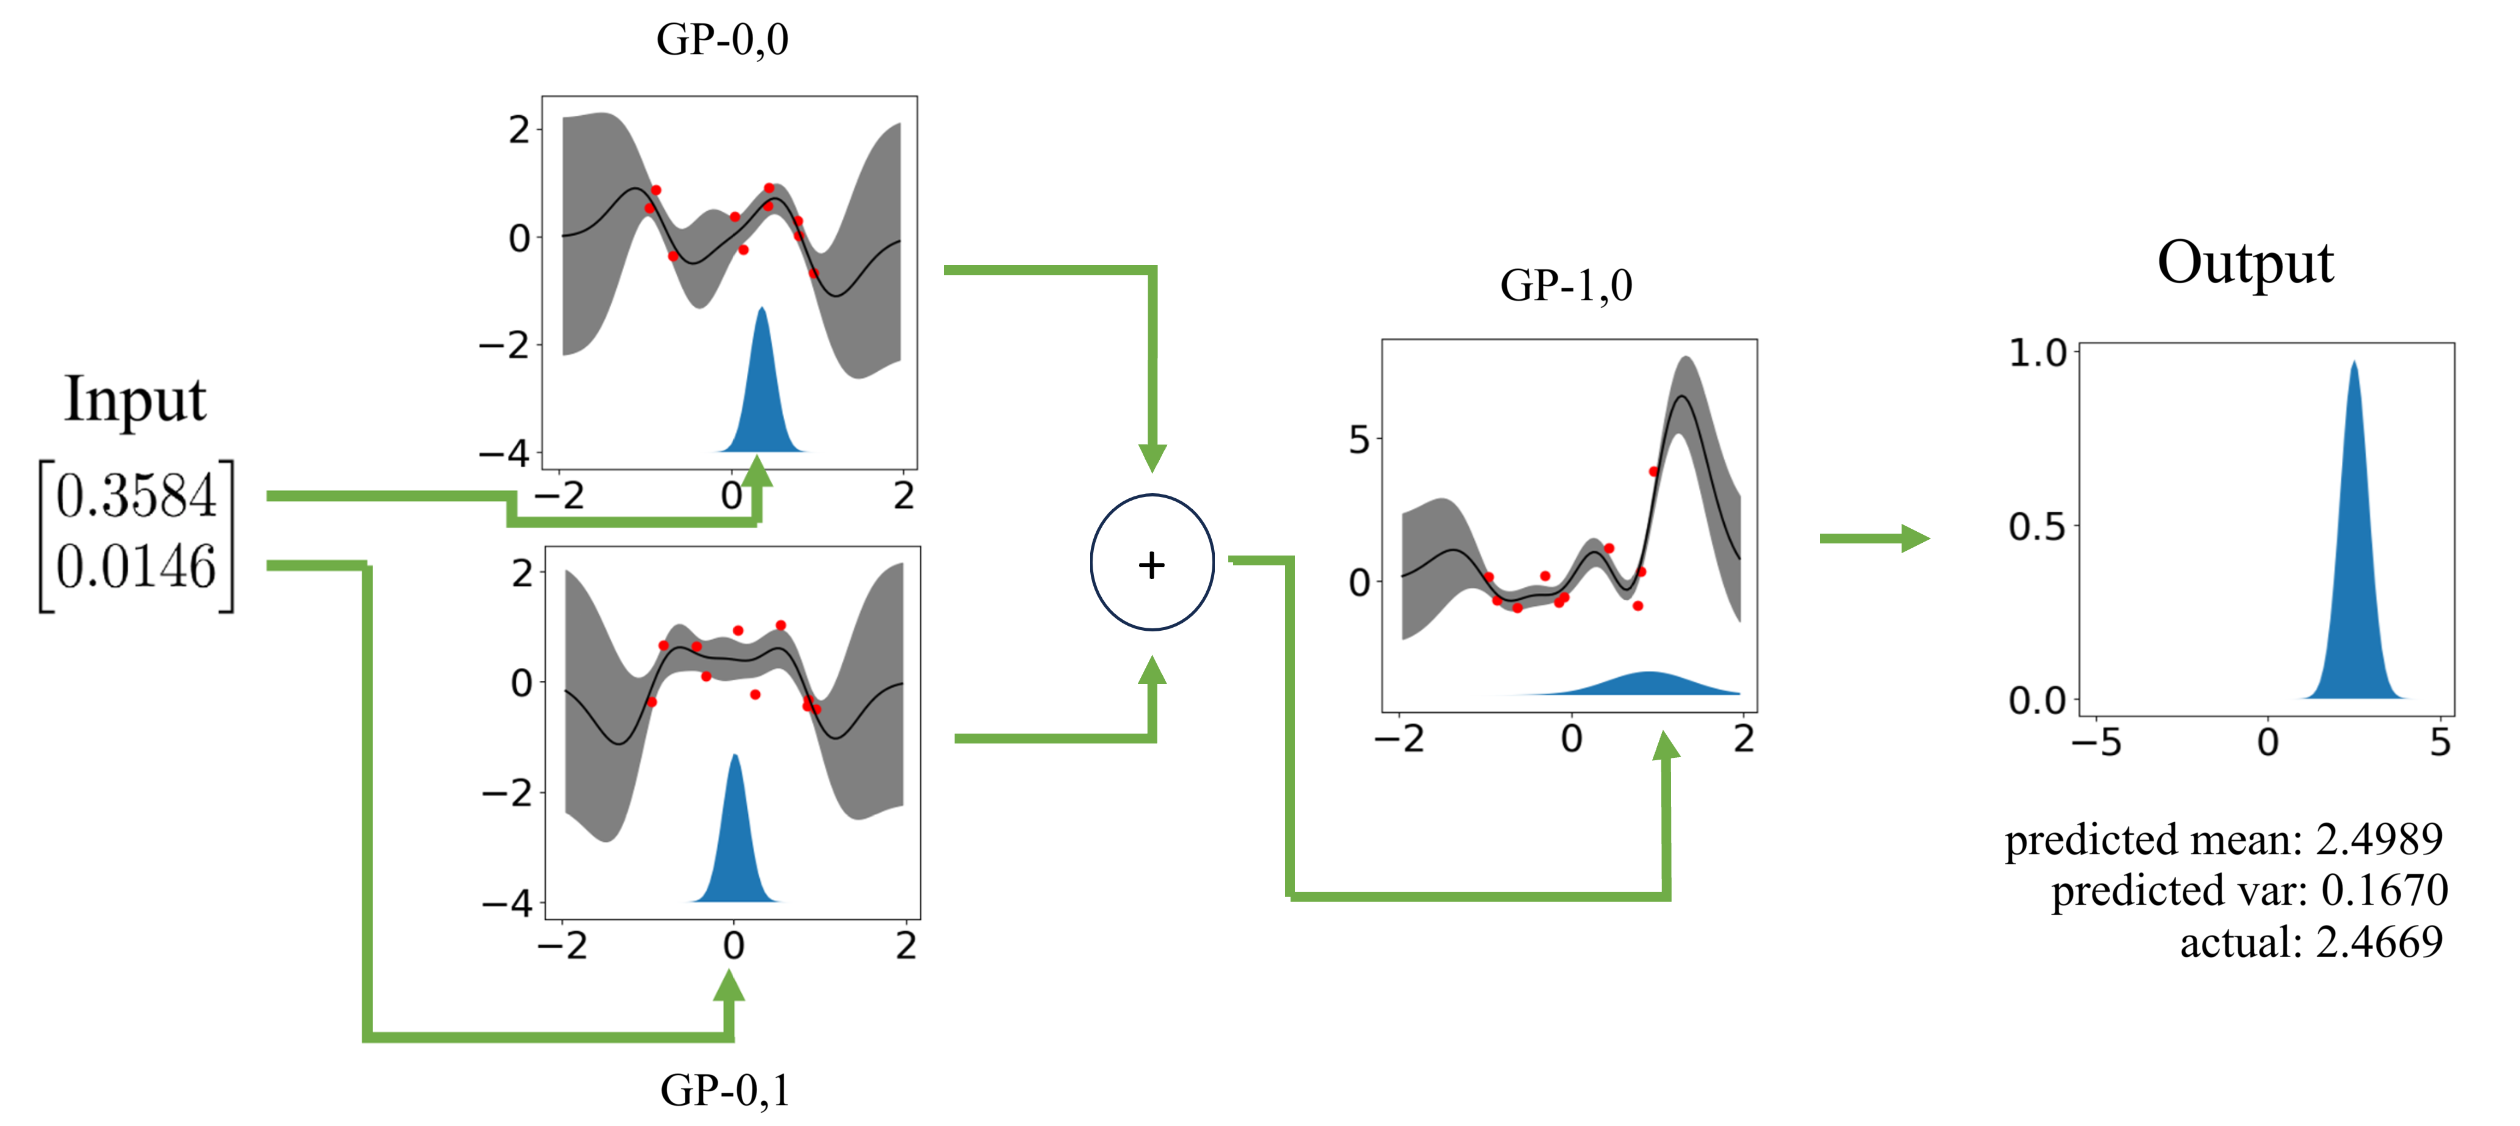 GP-0,0
2
0
−2
−4
−2 0 2
Input
0.3584
0.0146
2
0
−2
−4
−2 0 2
GP-0,1
+
GP-1,0
5
0
−2 0 2
Output
1.0
0.5
0.0
−5 0 5
predicted mean: 2.4989
predicted var: 0.1670
actual: 2.4669